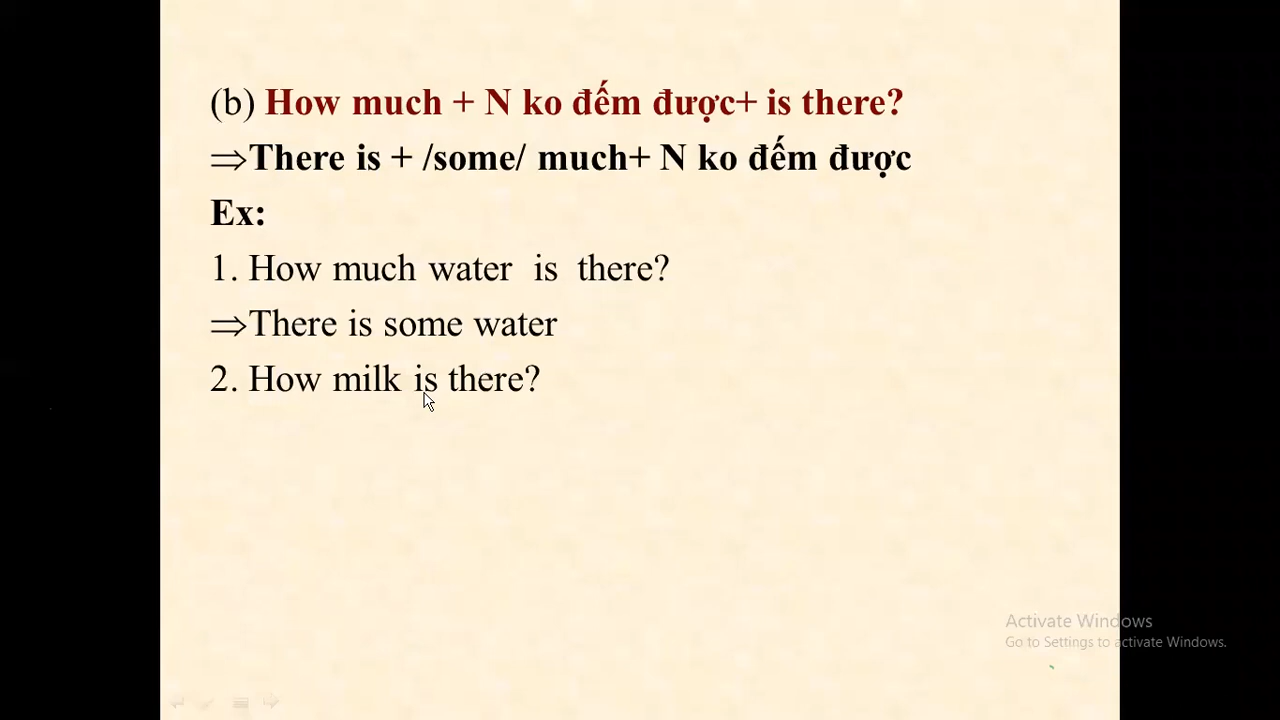 (b) How much + N ko đếm được+ is there?
⇒There is + /some/ much+ N ko đếm được
Ex:
1. How much water is there?
⇒There is some water
2. How milk is there?
Activate Windows
Go to Settings to activate Windows.